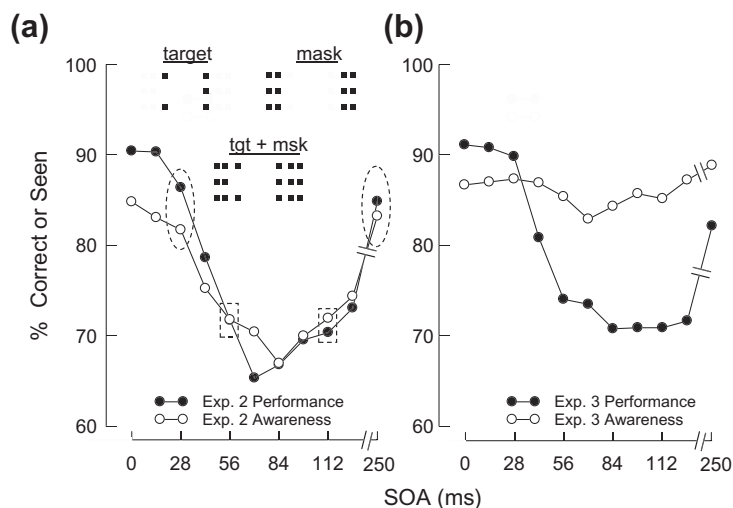 (a)
(b)
target
mask
tgt + msk
% Correct or Seen
100
90
80
70
60
Exp. 2 Performance
Exp. 2 Awareness
0 28 56 84 112 250
100
90
80
70
60
Exp. 3 Performance
Exp. 3 Awareness
0 28 56 84 112 250
SOA (ms)